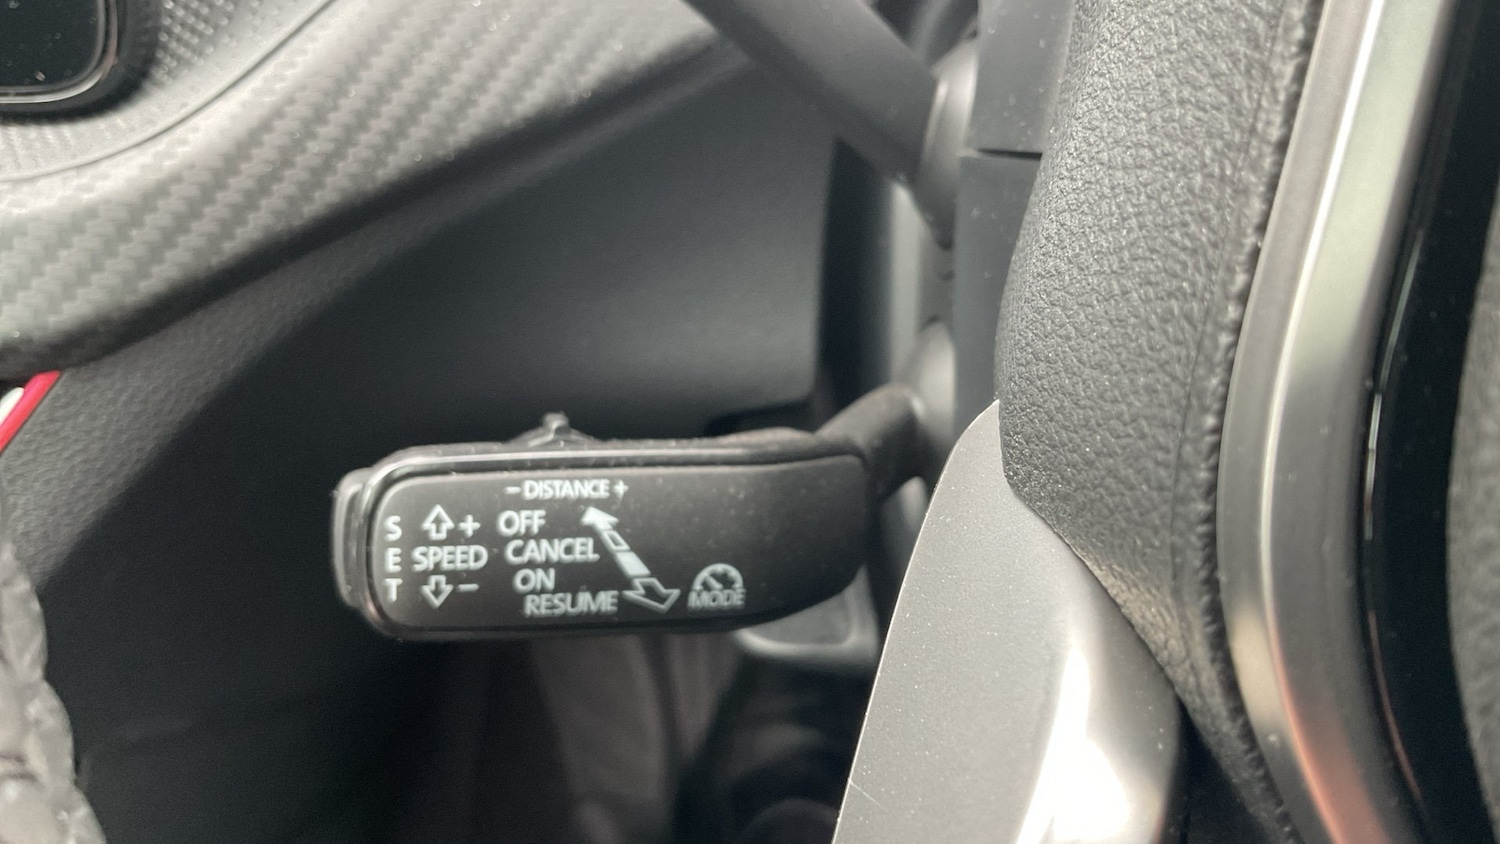 - DISTANCE +
S
E
T
+
SPEED
-
OFF
CANCEL
ON
RESUME
MODE